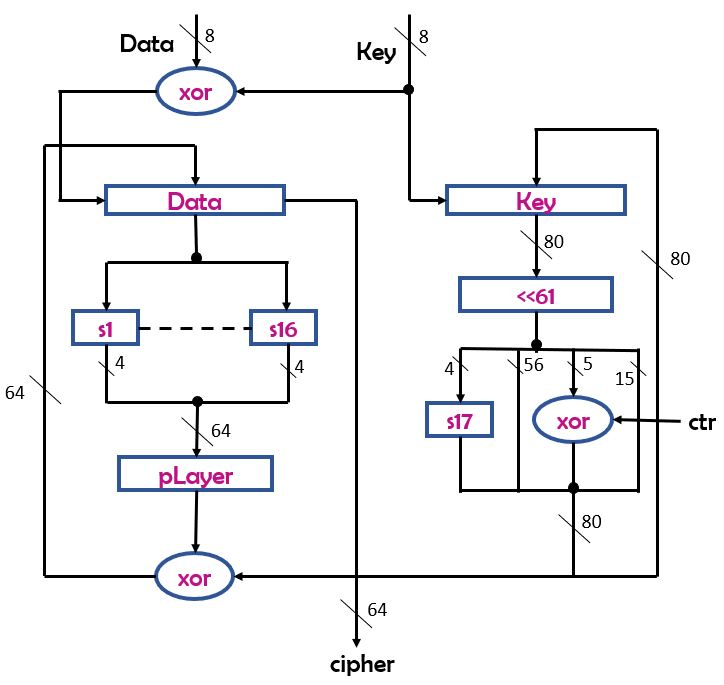 Data
8
Key
8
xor
Data
Key
80
80
<<61
s1
s16
4
4
4
56
5
15
64
s17
xor
ctr
64
pLayer
80
xor
64
cipher